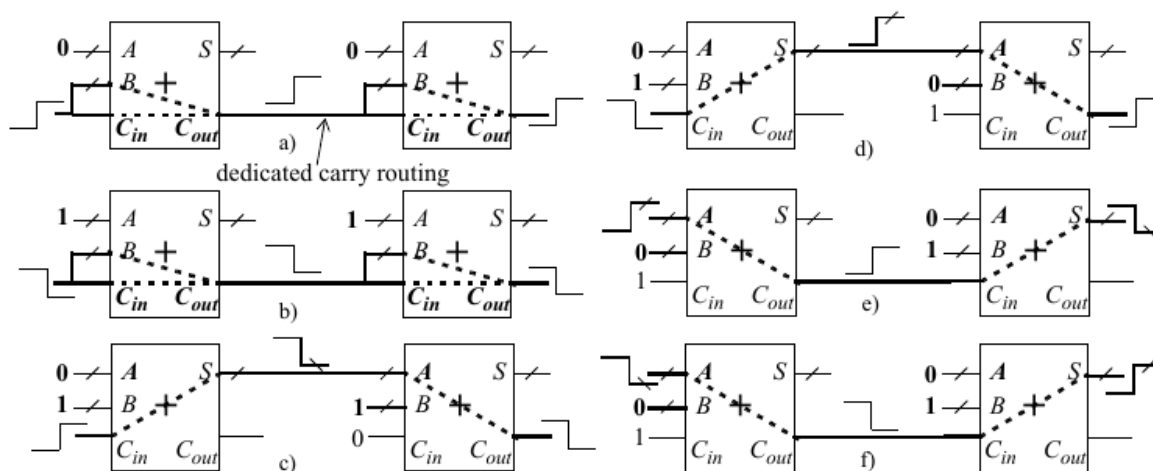 0 A S 0 A S
B + B +
C_in C_out C_in C_out
a)
dedicated carry routing
1 A S 1 A S
B + B +
C_in C_out C_in C_out
b)
0 A S A S
1 B + 1 B +
C_in C_out 0 C_in C_out
c)
0 A S A S
1 B + 0 B +
C_in C_out 1 C_in C_out
d)
A S 0 A S
0 B + 1 B +
1 C_in C_out C_in C_out
e)
A S 0 A S
0 B + 1 B +
1 C_in C_out C_in C_out
f)